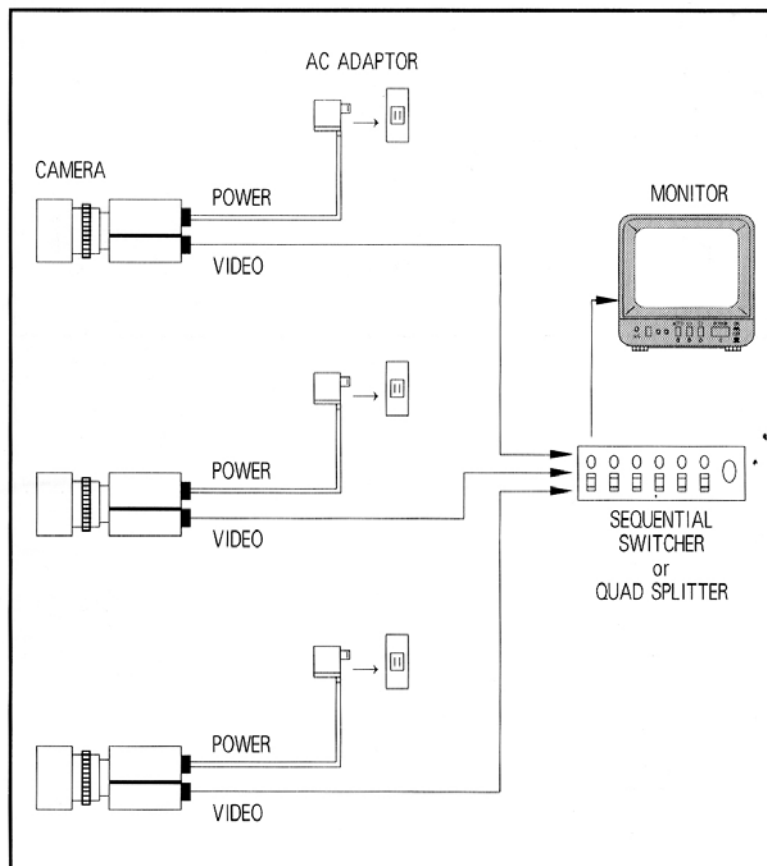 AC ADAPTOR
CAMERA
POWER
MONITOR
VIDEO
POWER
VIDEO
SEQUENTIAL
SWITCHER
or
QUAD SPLITTER
POWER
VIDEO